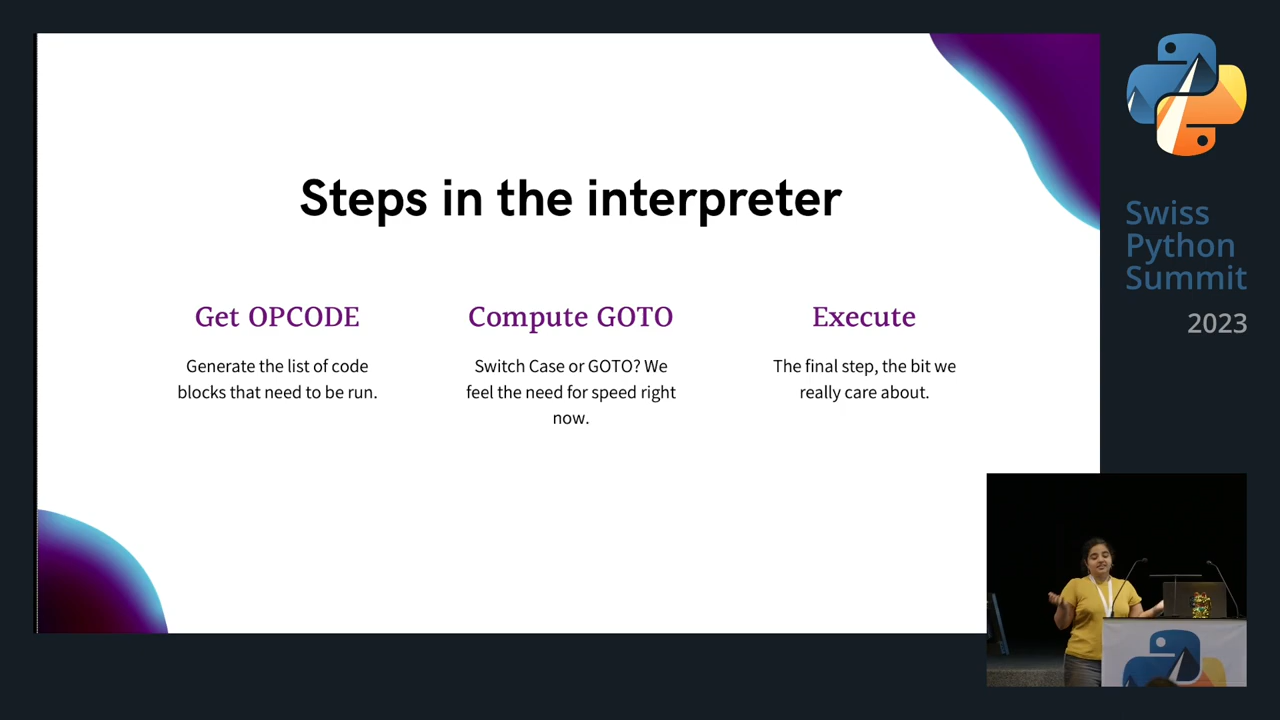 Steps in the interpreter
Get OPCODE
Generate the list of code
blocks that need to be run.
Compute GOTO
Switch Case or GOTO? We
feel the need for speed right
now.
Execute
The final step, the bit we
really care about.
Swiss
Python
Summit
2023